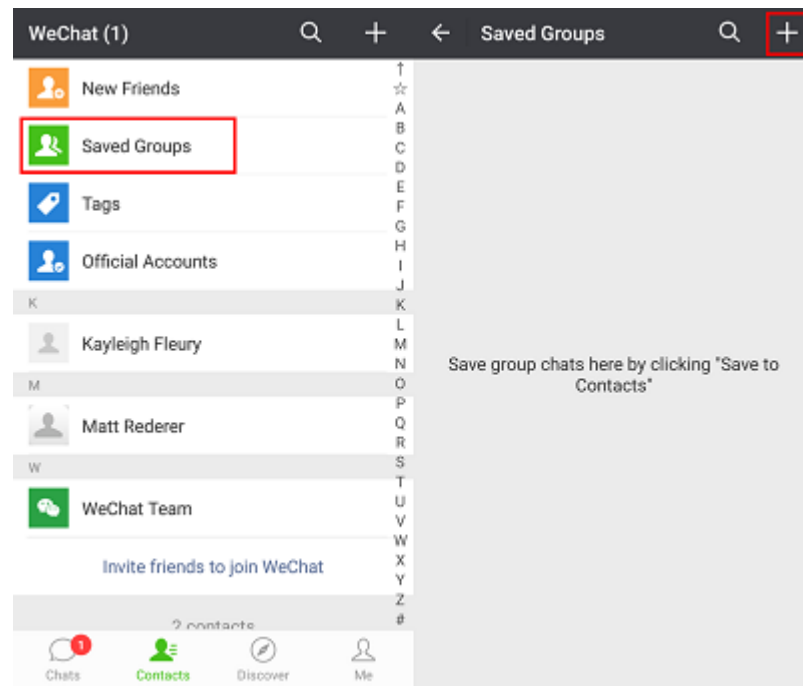 WeChat (1)
New Friends
Saved Groups
Tags
Official Accounts
K
Kayleigh Fleury
M
Matt Rederer
W
WeChat Team
Invite friends to join WeChat
2 contacts
↑
☆
A
B
C
D
E
F
G
H
I
J
K
L
M
N
O
P
Q
R
S
T
U
V
W
X
Y
Z
#
1
Chats
Contacts
Discover
Me
Saved Groups
Save group chats here by clicking "Save to
Contacts"